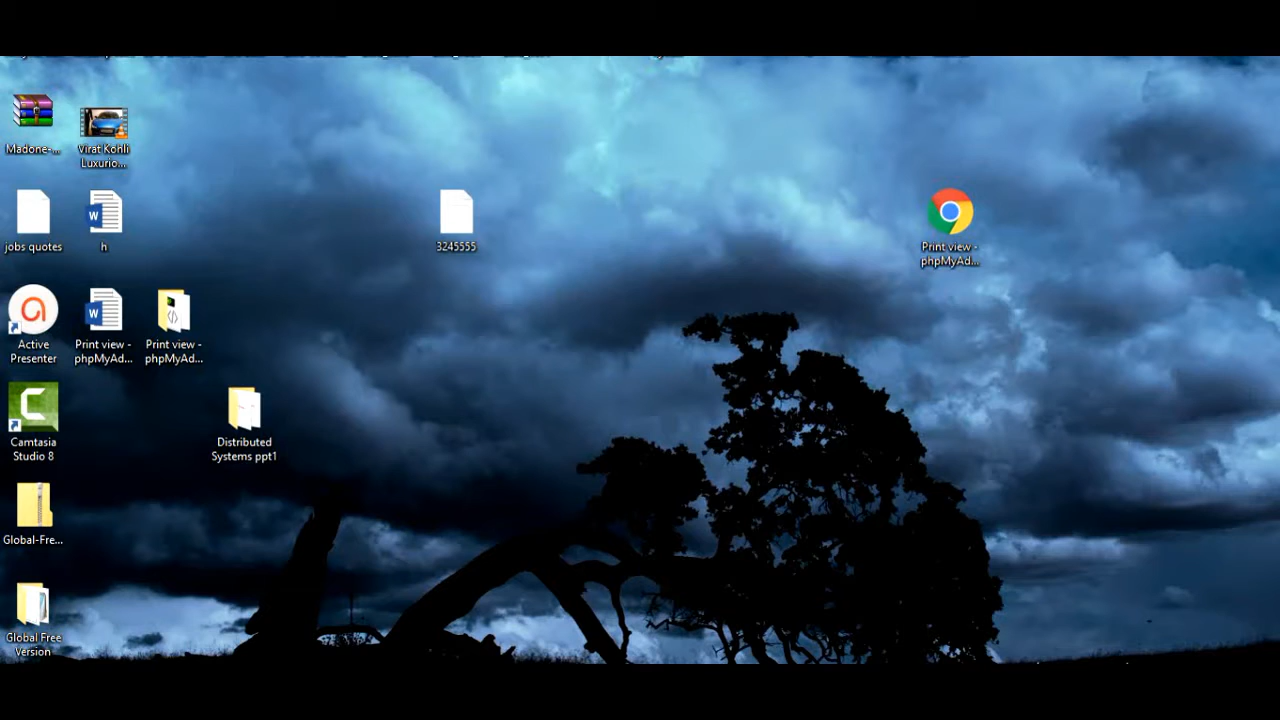 Madone-...
Virat Kohli
Luxurio...
jobs quotes
h
3245555
Print view -
phpMyAd...
Active
Presenter
Print view -
phpMyAd...
Print view -
phpMyAd...
Camtasia
Studio 8
Distributed
Systems ppt1
Global-Fre...
Global Free
Version